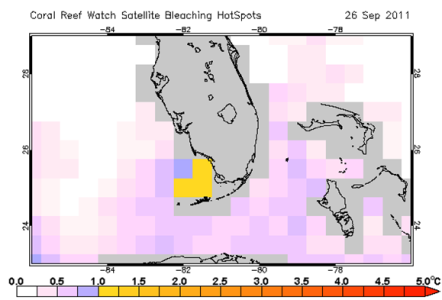 Coral Reef Watch Satellite Bleaching HotSpots 26 Sep 2011
-84 -82 -80 -78
28 28
26 26
24 24
-84 -82 -80 -78
0.0 0.5 1.0 1.5 2.0 2.5 3.0 3.5 4.0 4.5 5.0°C